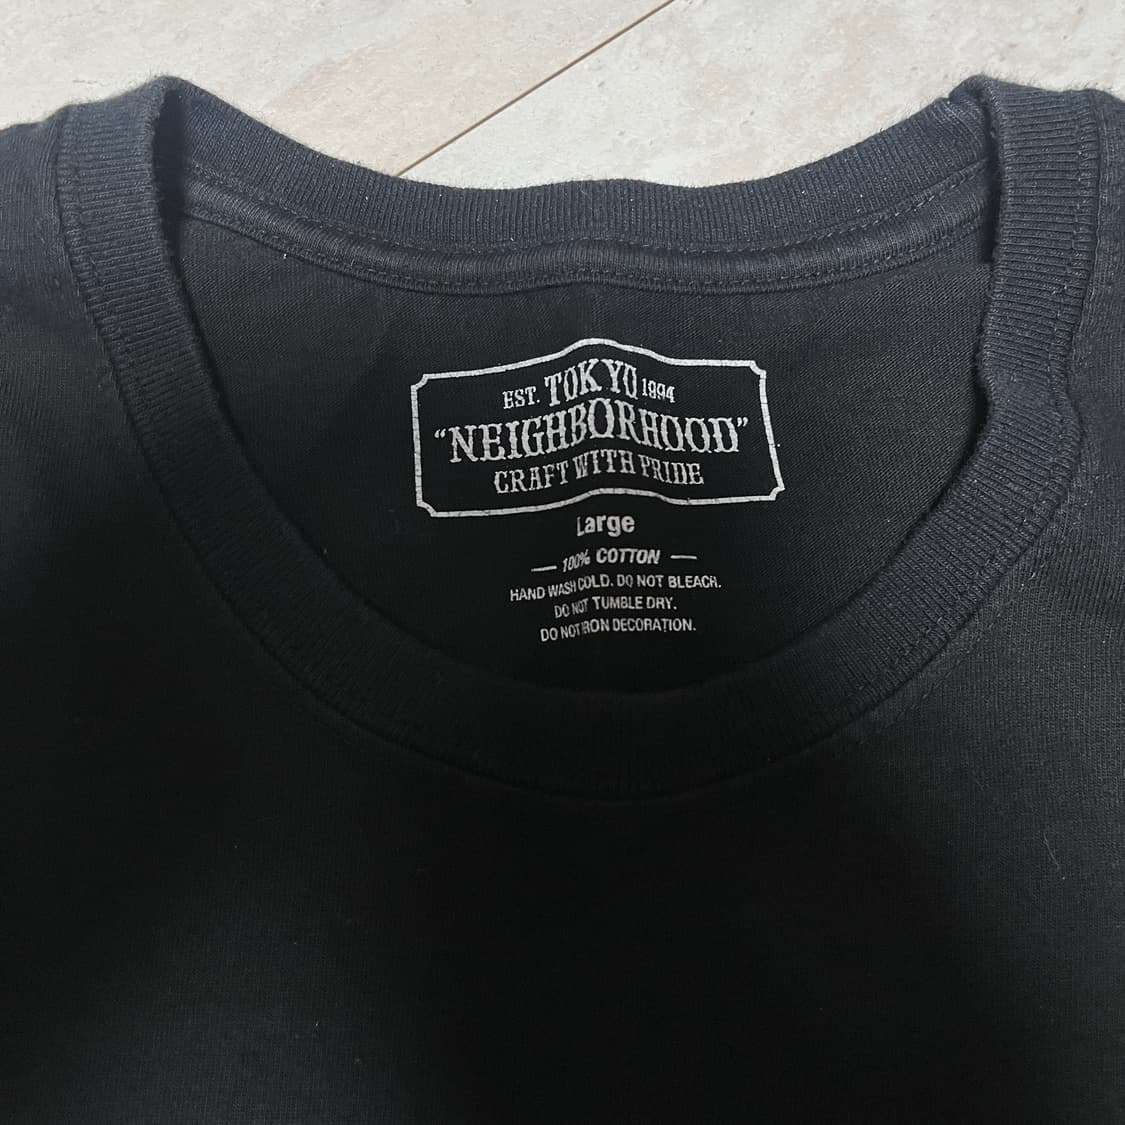 EST. TOKYO 1994
“NEIGHBORHOOD”
CRAFT WITH PRIDE
Large
100% COTTON
HAND WASH COLD. DO NOT BLEACH.
DO NOT TUMBLE DRY.
DO NOT IRON DECORATION.